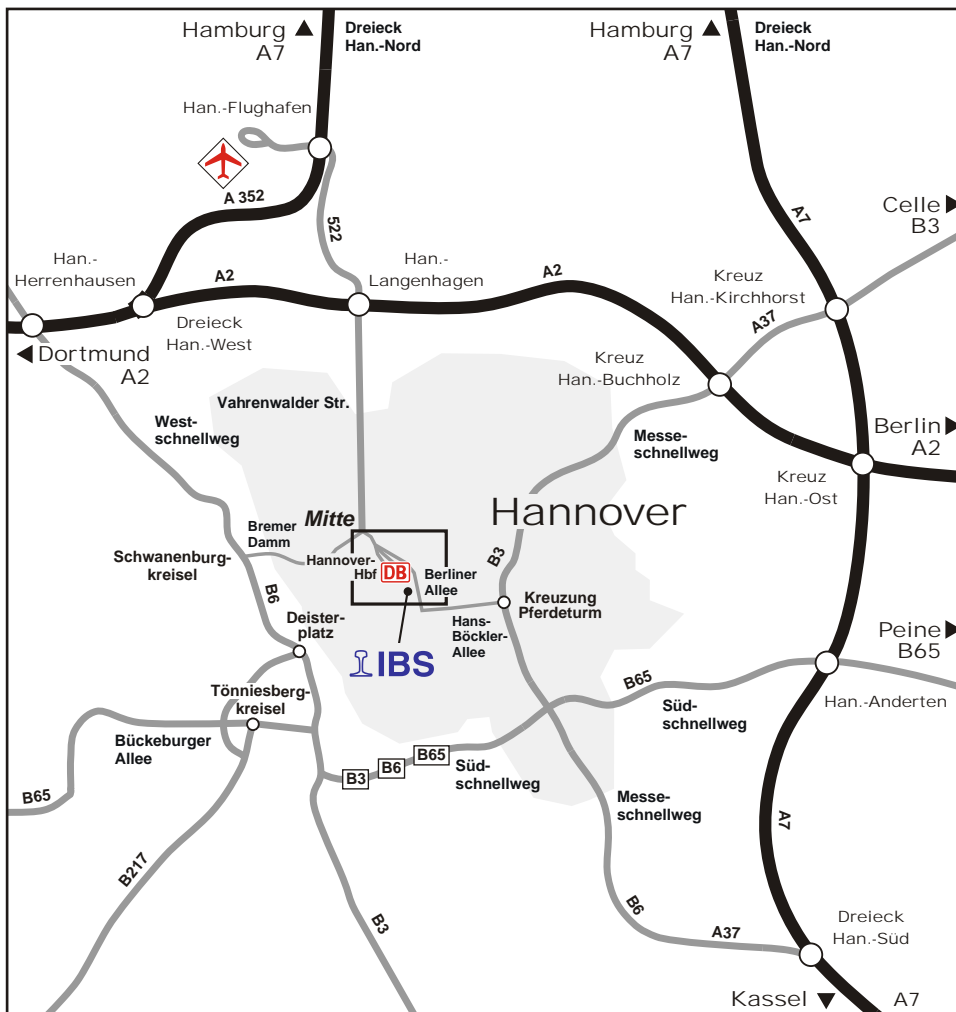 Hamburg
A7
Dreieck
Han.-Nord
Hamburg
A7
Dreieck
Han.-Nord
Han.-Flughafen
A 352
522
A7
Celle
B3
Han.-
Herrenhausen
A2
Han.-
Langenhagen
A2
Kreuz
Han.-Kirchhorst
A37
Dreieck
Han.-West
Dortmund
A2
Kreuz
Han.-Buchholz
Vahrenwalder Str.
West-
schnellweg
Messe-
schnellweg
Berlin
A2
Kreuz
Han.-Ost
Hannover
Mitte
Bremer
Damm
Schwanenburg-
kreisel
Hannover-
Hbf
DB
Berliner
Allee
B3
B6
Kreuzung
Pferdeturm
Deister-
platz
Hans-
Böckler-
Allee
IBS
Peine
B65
Tönniesberg-
kreisel
B65
Süd-
schnellweg
Han.-Anderten
Bückeburger
Allee
B3
B6
B65
Süd-
schnellweg
B65
Messe-
schnellweg
A7
B217
B3
B6
A37
Dreieck
Han.-Süd
Kassel
A7